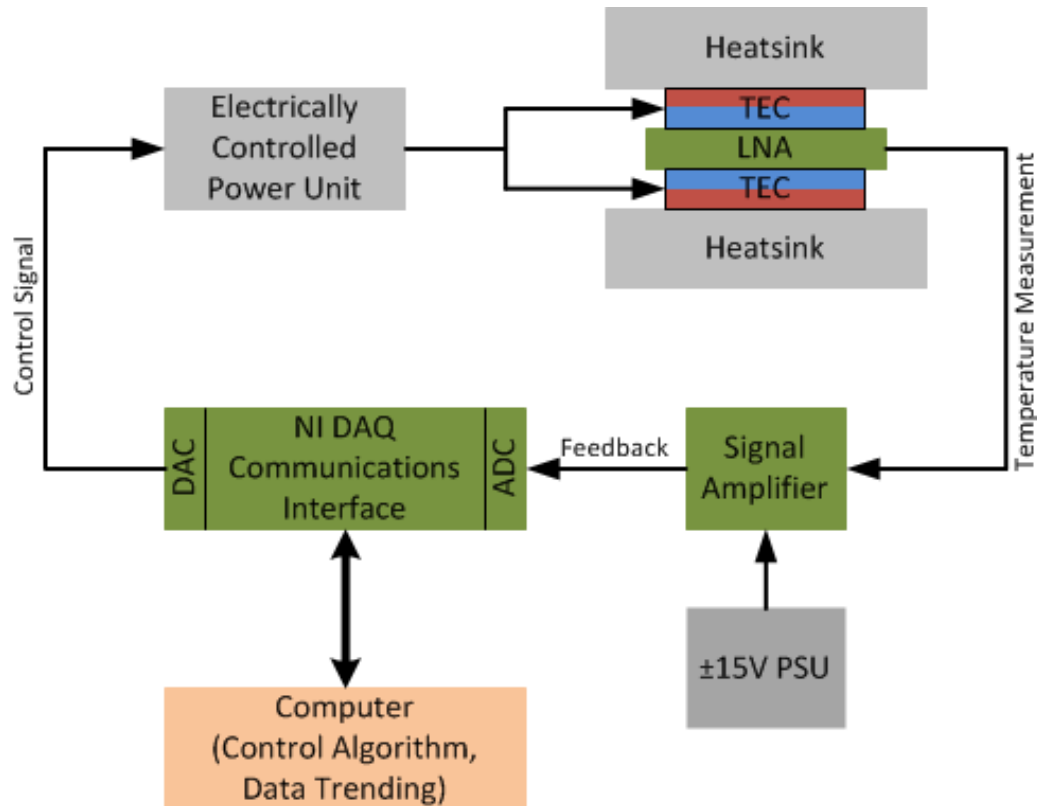 Heatsink
Electrically
Controlled
Power Unit
TEC
LNA
TEC
Heatsink
Control Signal
Temperature Measurement
DAC
NI DAQ
Communications
Interface
ADC
Feedback
Signal
Amplifier
±15V PSU
Computer
(Control Algorithm,
Data Trending)